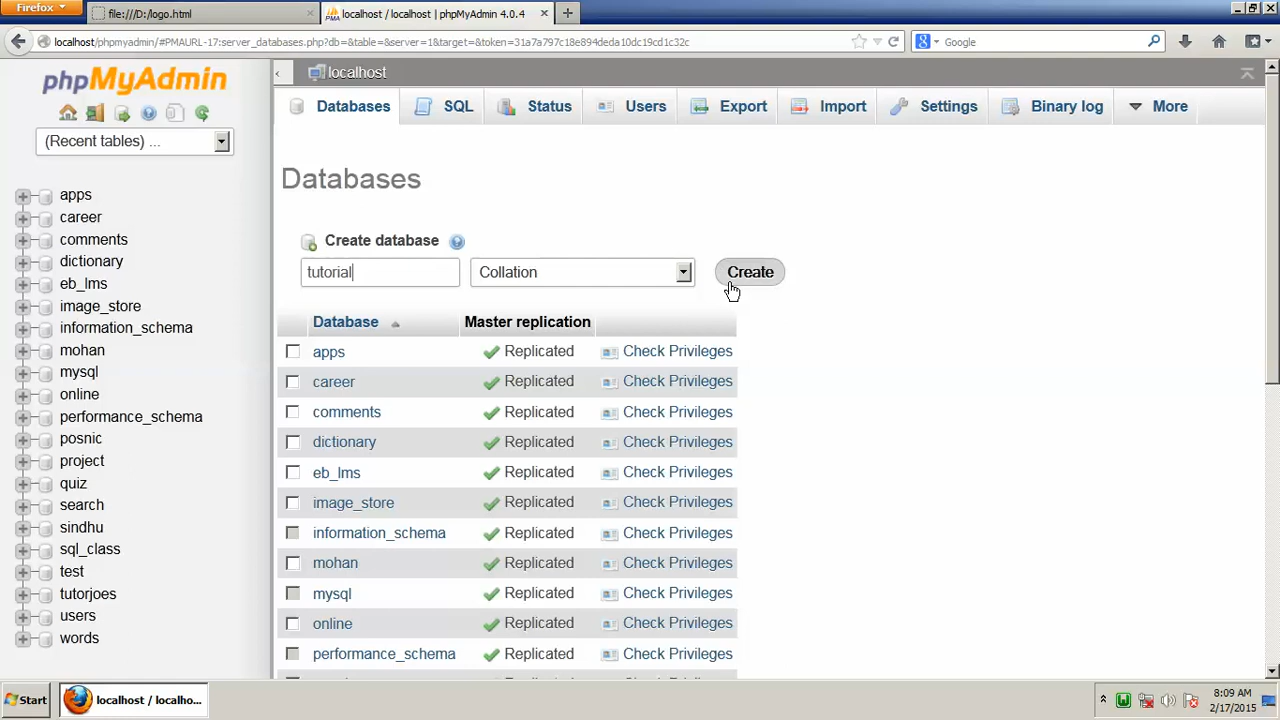 Firefox
file:///D:/logo.html
localhost / localhost | phpMyAdmin 4.0.4
localhost/phpmyadmin/#PMAURL-17:server_databases.php?db=&table=&server=1&target=&token=31a7a797c18e894deda10dc19cd1c32c
Google
phpMyAdmin
(Recent tables) ...
apps
career
comments
dictionary
eb_lms
image_store
information_schema
mohan
mysql
online
performance_schema
posnic
project
quiz
search
sindhu
sql_class
test
tutorjoes
users
words
localhost
Databases SQL Status Users Export Import Settings Binary log More
Databases
Create database
tutorial Collation Create
Database Master replication
apps Replicated Check Privileges
career Replicated Check Privileges
comments Replicated Check Privileges
dictionary Replicated Check Privileges
eb_lms Replicated Check Privileges
image_store Replicated Check Privileges
information_schema Replicated Check Privileges
mohan Replicated Check Privileges
mysql Replicated Check Privileges
online Replicated Check Privileges
performance_schema Replicated Check Privileges
Start
localhost / localho...
8:09 AM
2/17/2015